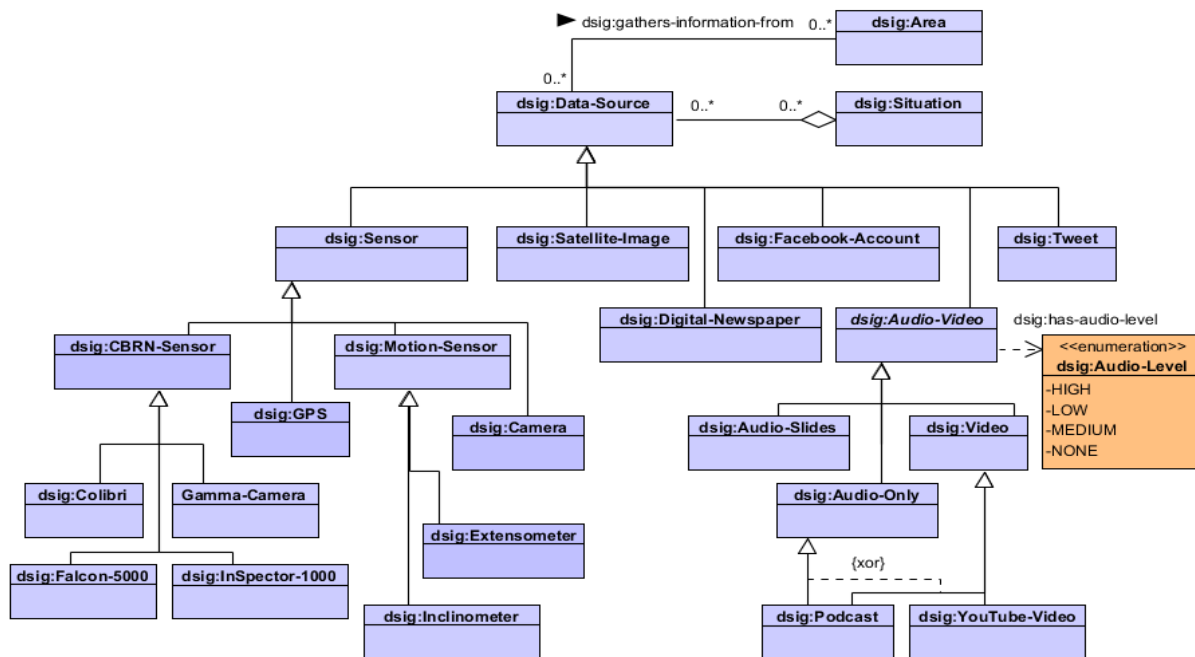 dsig:gathers-information-from
0..*
dsig:Area
0..*
dsig:Data-Source
0..*
0..*
dsig:Situation
dsig:Sensor
dsig:Satellite-Image
dsig:Facebook-Account
dsig:Tweet
dsig:Digital-Newspaper
dsig:Audio-Video
dsig:has-audio-level
<<enumeration>>
dsig:Audio-Level
-HIGH
-LOW
-MEDIUM
-NONE
dsig:CBRN-Sensor
dsig:Motion-Sensor
dsig:GPS
dsig:Camera
dsig:Audio-Slides
dsig:Video
dsig:Colibri
Gamma-Camera
dsig:Audio-Only
dsig:Extensometer
dsig:Falcon-5000
dsig:InSpector-1000
{xor}
dsig:Inclinometer
dsig:Podcast
dsig:YouTube-Video